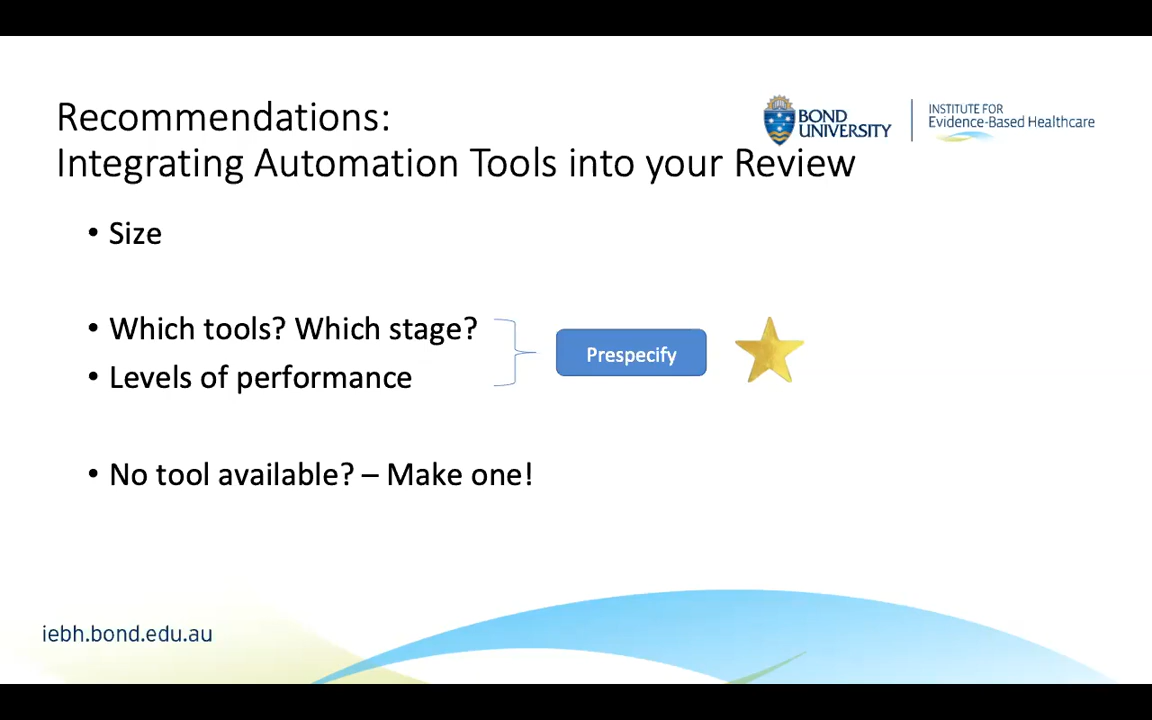 Recommendations:
Integrating Automation Tools into your Review
BOND
UNIVERSITY
INSTITUTE FOR
Evidence-Based Healthcare
• Size
• Which tools? Which stage?
• Levels of performance
Prespecify
• No tool available? – Make one!
iebh.bond.edu.au